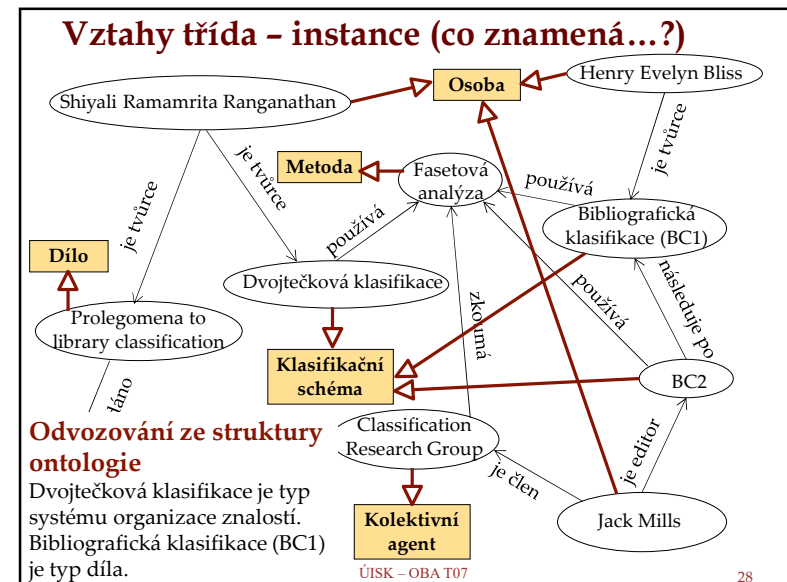 Vztahy třída – instance (co znamená…?)
Henry Evelyn Bliss
Osoba
Shiyali Ramamrita Ranganathan
je tvůrce
je tvůrce
je tvůrce
Metoda
Fasetová
analýza
používá
Bibliografická
klasifikace (BC1)
používá
Dílo
Dvojtečková klasifikace
používá
následuje po
Prolegomena to
library classification
zkoumá
Klasifikační
schéma
BC2
dáno
Classification
Research Group
je editor
je člen
Odvozování ze struktury
ontologie
Dvojtečková klasifikace je typ
systému organizace znalostí.
Bibliografická klasifikace (BC1)
je typ díla.
Kolektivní
agent
Jack Mills
ÚISK – OBA T07
28